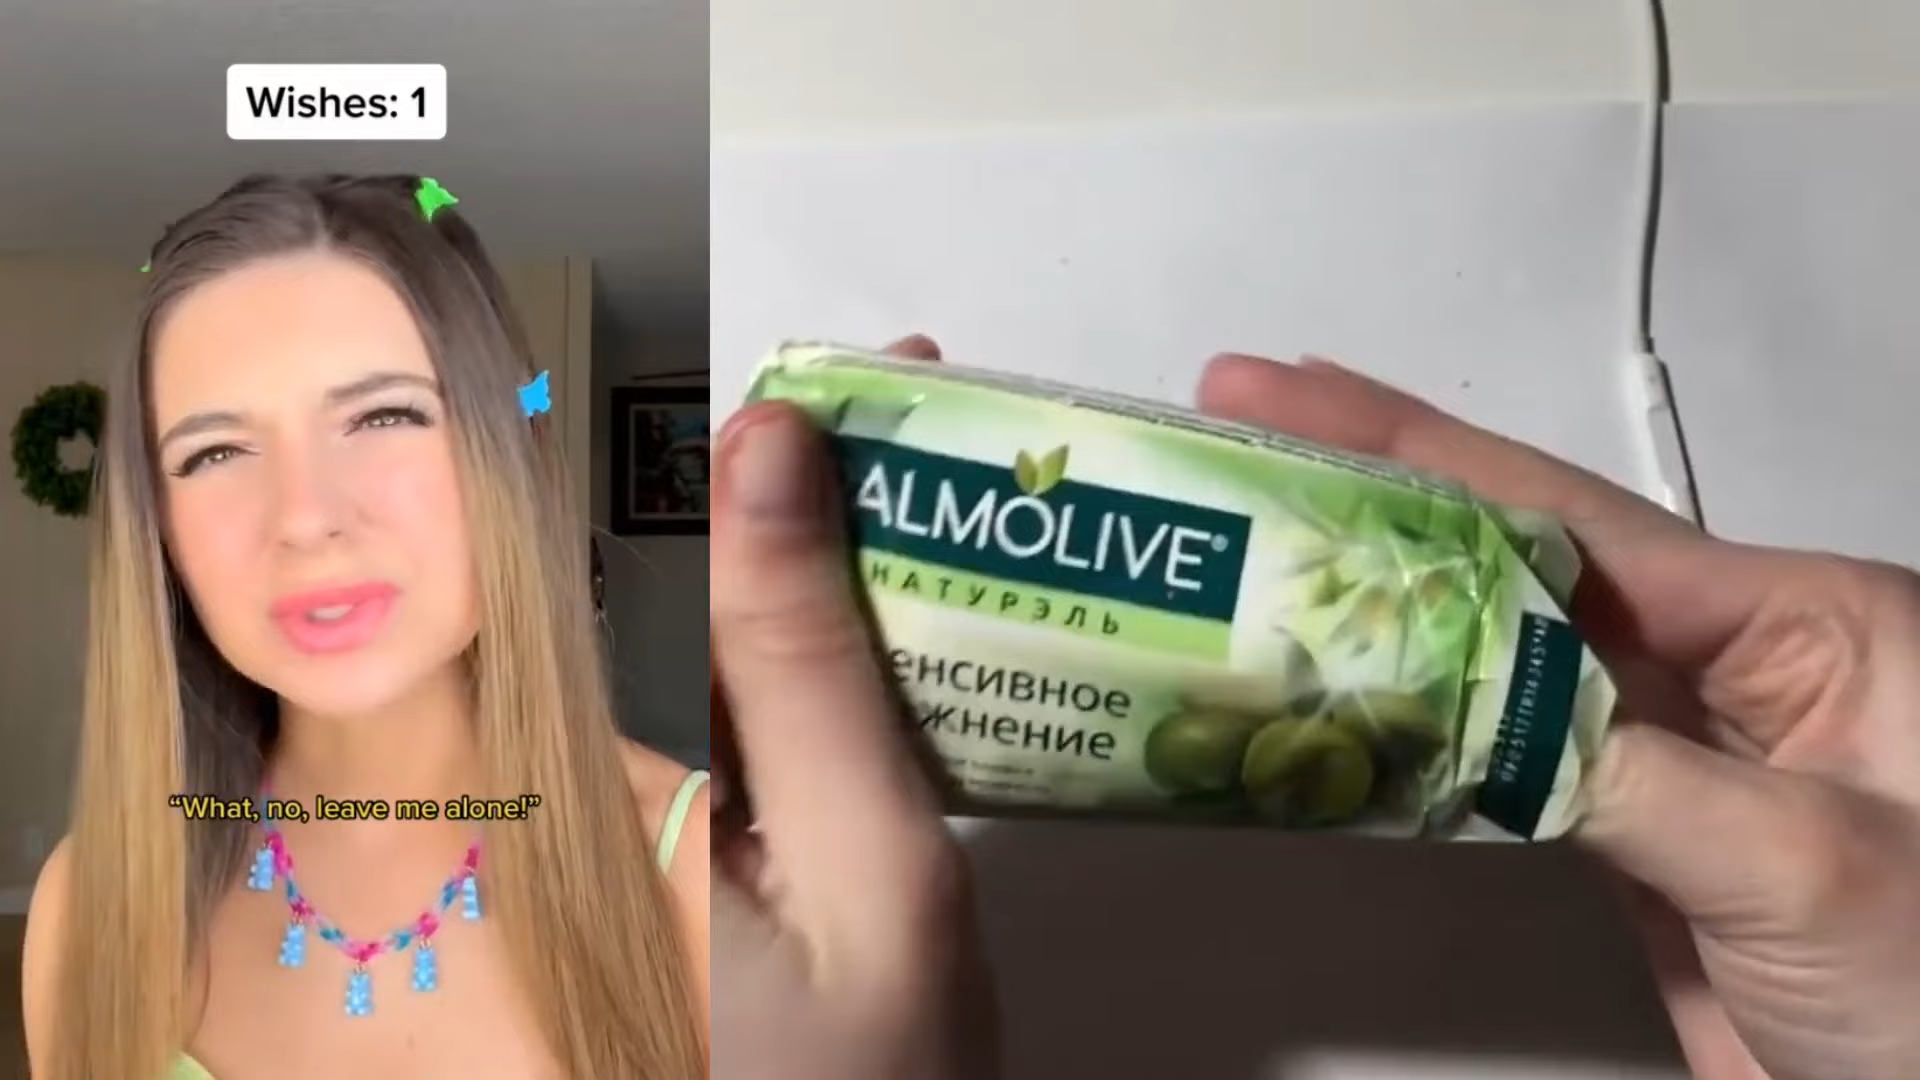 Wishes: 1
“What, no, leave me alone!”
ALMOLIVE®
НАТУРЭЛЬ
енсивное
жнение